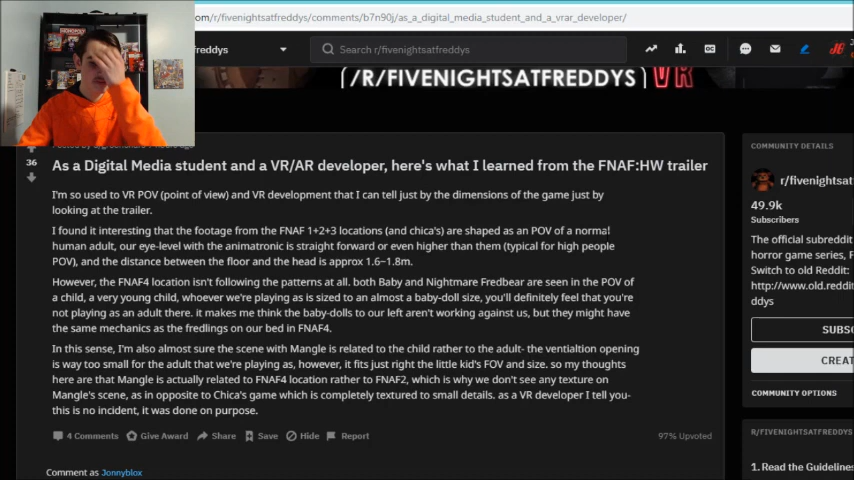 om/r/fivenightsatfreddys/comments/b7n90j/as_a_digital_media_student_and_a_vrar_developer/
reddys
Search r/fivenightsatfreddys
(/R/FIVENIGHTSATFREDDYS) VR
36
As a Digital Media student and a VR/AR developer, here's what I learned from the FNAF:HW trailer
I'm so used to VR POV (point of view) and VR development that I can tell just by the dimensions of the game just by
looking at the trailer.
I found it interesting that the footage from the FNAF 1+2+3 locations (and chica's) are shaped as an POV of a normal
human adult, our eye-level with the animatronic is straight forward or even higher than them (typical for high people
POV), and the distance between the floor and the head is approx 1.6~1.8m.
However, the FNAF4 location isn't following the patterns at all. both Baby and Nightmare Fredbear are seen in the POV of
a child, a very young child, whoever we're playing as is sized to an almost a baby-doll size, you'll definitely feel that you're
not playing as an adult there. it makes me think the baby-dolls to our left aren't working against us, but they might have
the same mechanics as the fredlings on our bed in FNAF4.
In this sense, I'm also almost sure the scene with Mangle is related to the child rather to the adult- the ventialtion opening
is way too small for the adult that we're playing as, however, it fits just right the little kid's FOV and size. so my thoughts
here are that Mangle is actually related to FNAF4 location rather to FNAF2, which is why we don't see any texture on
Mangle's scene, as in opposite to Chica's game which is completely textured to small details. as a VR developer I tell you-
this is no incident, it was done on purpose.
4 Comments Give Award Share Save Hide Report
97% Upvoted
Comment as Jonnyblox
COMMUNITY DETAILS
r/fivenightsatf
49.9k
Subscribers
The official subreddit
horror game series, F
Switch to old Reddit:
https://www.old.reddit
ddys
SUBS
CREAT
COMMUNITY OPTIONS
R/FIVENIGHTSATFREDDYS
1. Read the Guidelines